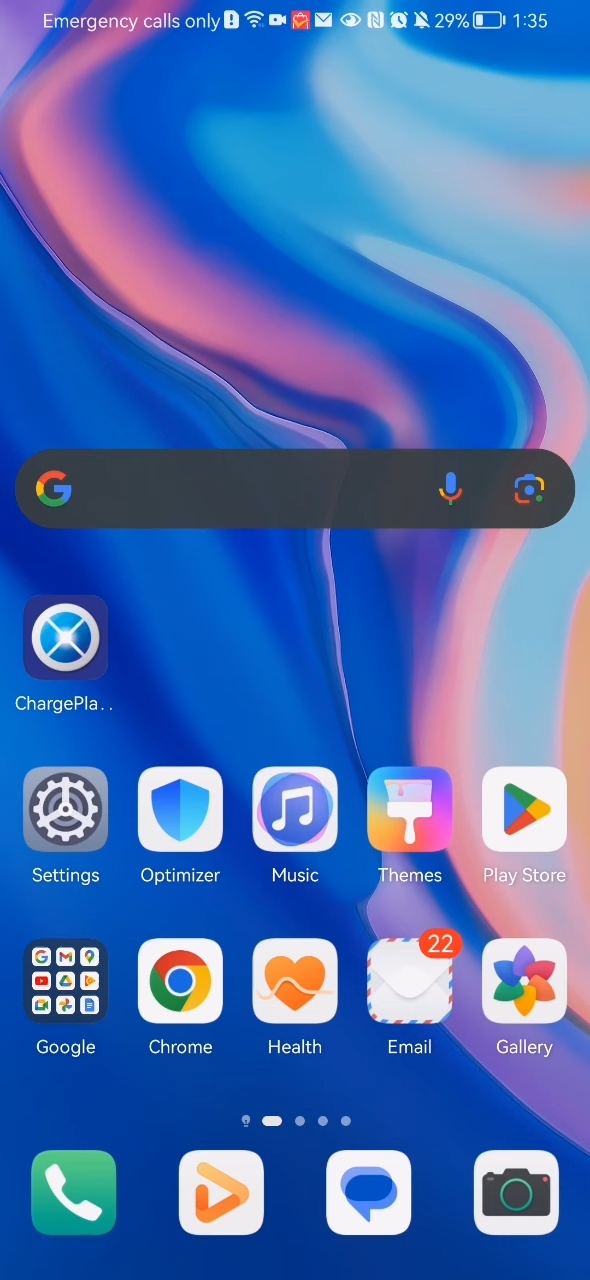 Emergency calls only 29% 1:35
ChargePla..
Settings Optimizer Music Themes Play Store
22
Google Chrome Health Email Gallery